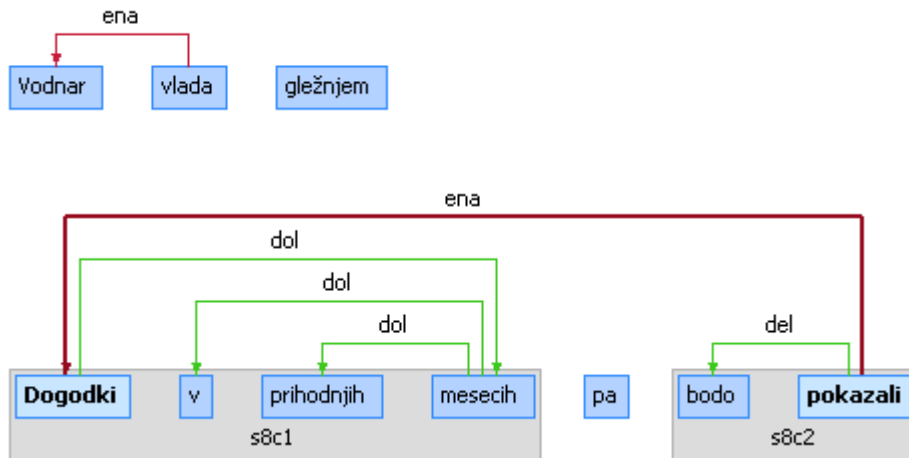 ena
Vodnar vlada gležnjem
ena
dol
dol
dol del
Dogodki v prihodnjih mesecih pa bodo pokazali
s8c1 s8c2